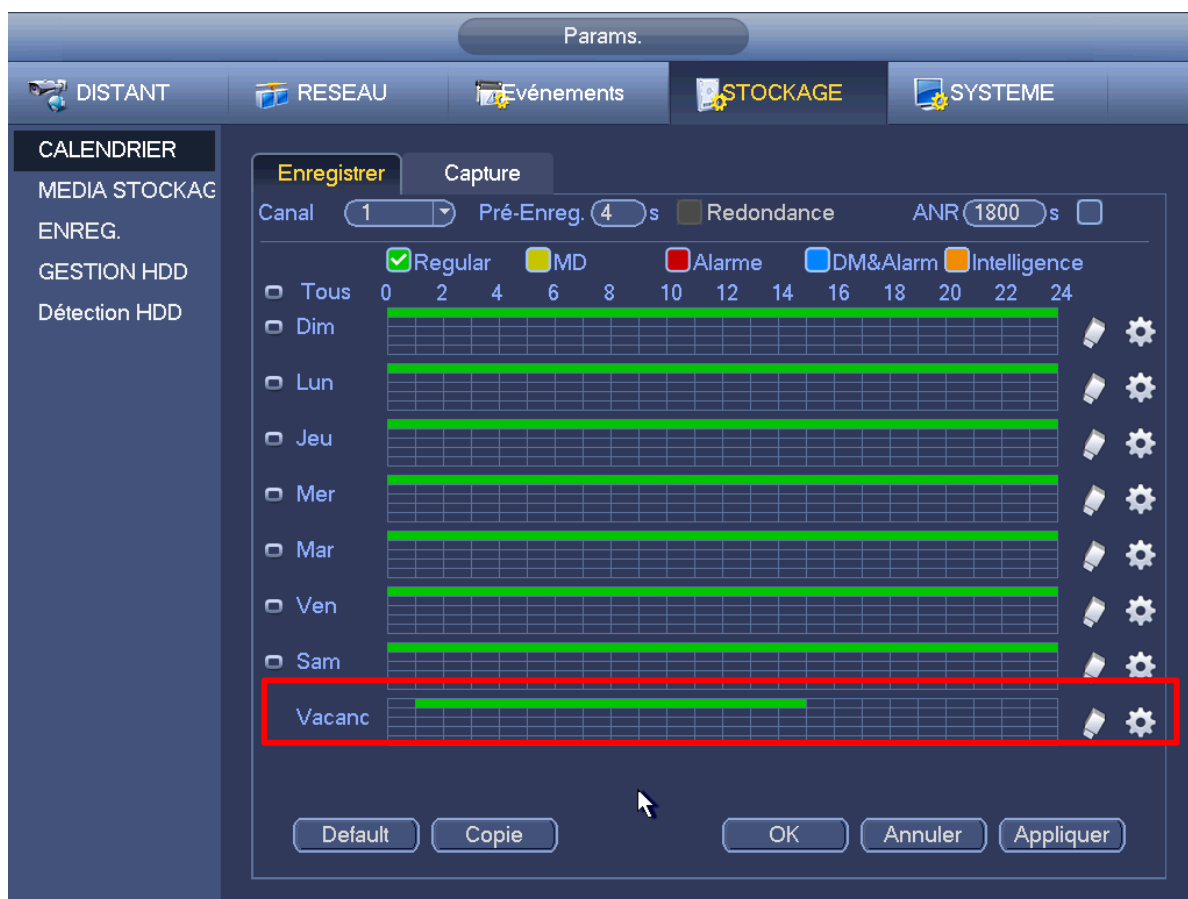 Params.
DISTANT RESEAU Evénements STOCKAGE SYSTEME
CALENDRIER
MEDIA STOCKAG
ENREG.
GESTION HDD
Détection HDD
Enregistrer Capture
Canal 1 Pré-Enreg. 4 s Redondance ANR 1800 s
Regular MD Alarme DM&Alarm Intelligence
Tous 0 2 4 6 8 10 12 14 16 18 20 22 24
Dim
Lun
Jeu
Mer
Mar
Ven
Sam
Vacanc
Default Copie OK Annuler Appliquer